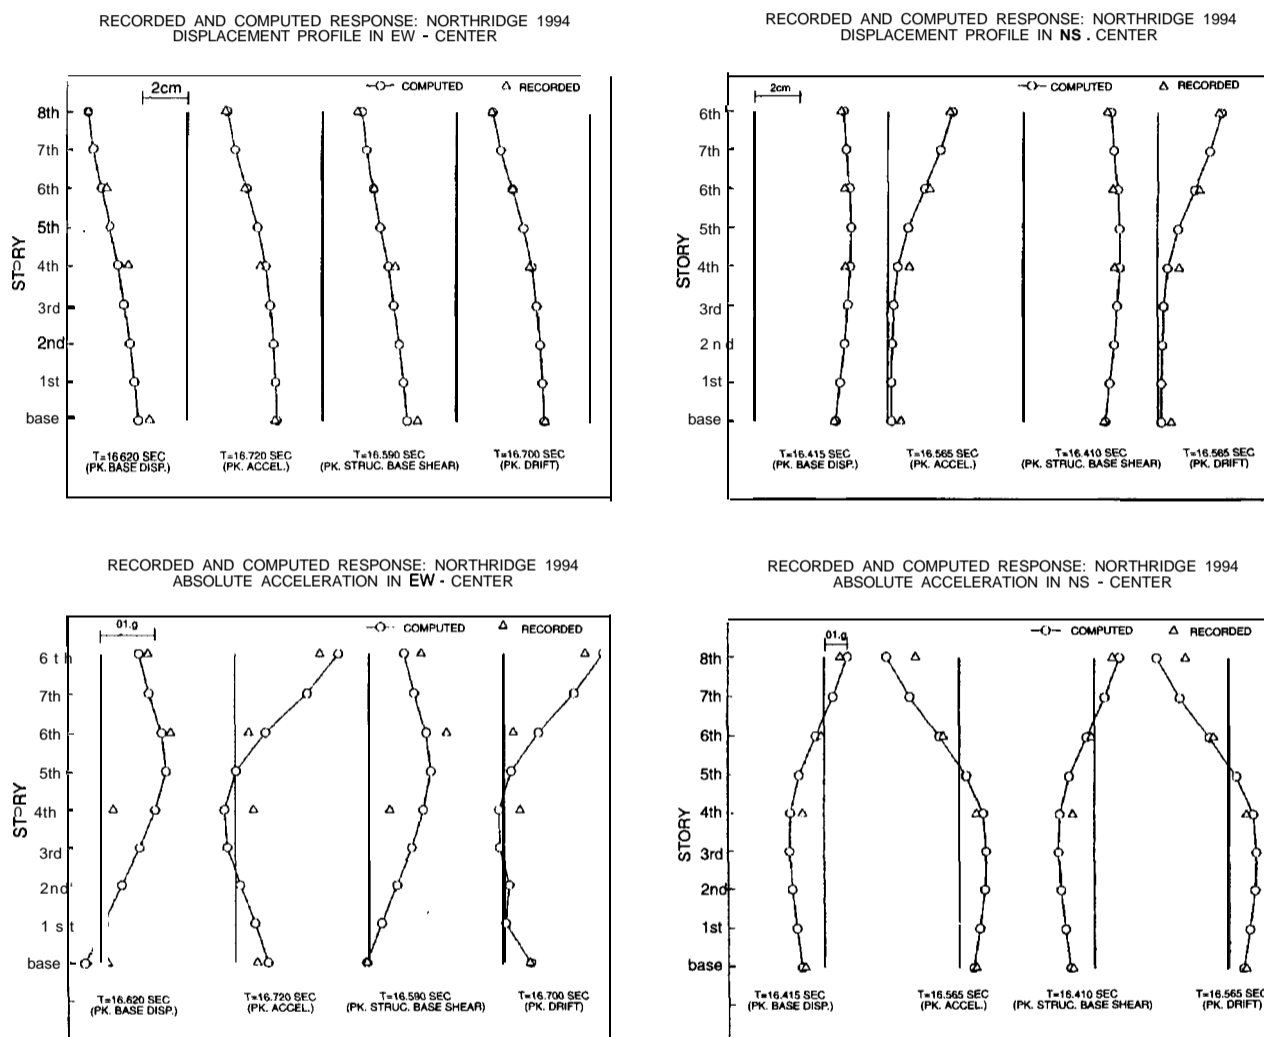 RECORDED AND COMPUTED RESPONSE: NORTHRIDGE 1994
DISPLACEMENT PROFILE IN EW - CENTER
2cm
COMPUTED
RECORDED
8th
7th
6th
5th
4th
3rd
2nd
1st
base
STORY
T=16620 SEC
(PK. BASE DISP.)
T=16.720 SEC
(PK. ACCEL.)
T=16.590 SEC
(PK. STRUC. BASE SHEAR)
T=16.700 SEC
(PK. DRIFT)
RECORDED AND COMPUTED RESPONSE: NORTHRIDGE 1994
DISPLACEMENT PROFILE IN NS . CENTER
2cm
COMPUTED
RECORDED
6th
7th
6th
5th
4th
3rd
2nd
1st
base
STORY
T=16.415 SEC
(PK. BASE DISP.)
T=16.565 SEC
(PK. ACCEL.)
T=16.410 SEC
(PK. STRUC. BASE SHEAR)
T=16.565 SEC
(PK. DRIFT)
RECORDED AND COMPUTED RESPONSE: NORTHRIDGE 1994
ABSOLUTE ACCELERATION IN EW - CENTER
01.g
COMPUTED
RECORDED
6th
7th
6th
5th
4th
3rd
2nd'
1st
base
STORY
T=16.620 SEC
(PK. BASE DISP.)
T=16.720 SEC
(PK. ACCEL.)
T=16.590 SEC
(PK. STRUC. BASE SHEAR)
T=16.700 SEC
(PK. DRIFT)
RECORDED AND COMPUTED RESPONSE: NORTHRIDGE 1994
ABSOLUTE ACCELERATION IN NS - CENTER
01.g
COMPUTED
RECORDED
8th
7th
6th
5th
4th
3rd
2nd
1st
base
STORY
T=16.415 SEC
(PK. BASE DISP.)
T=16.565 SEC
(PK. ACCEL.)
T=16.410 SEC
(PK. STRUC. BASE SHEAR)
T=16.565 SEC
(PK. DRIFT)